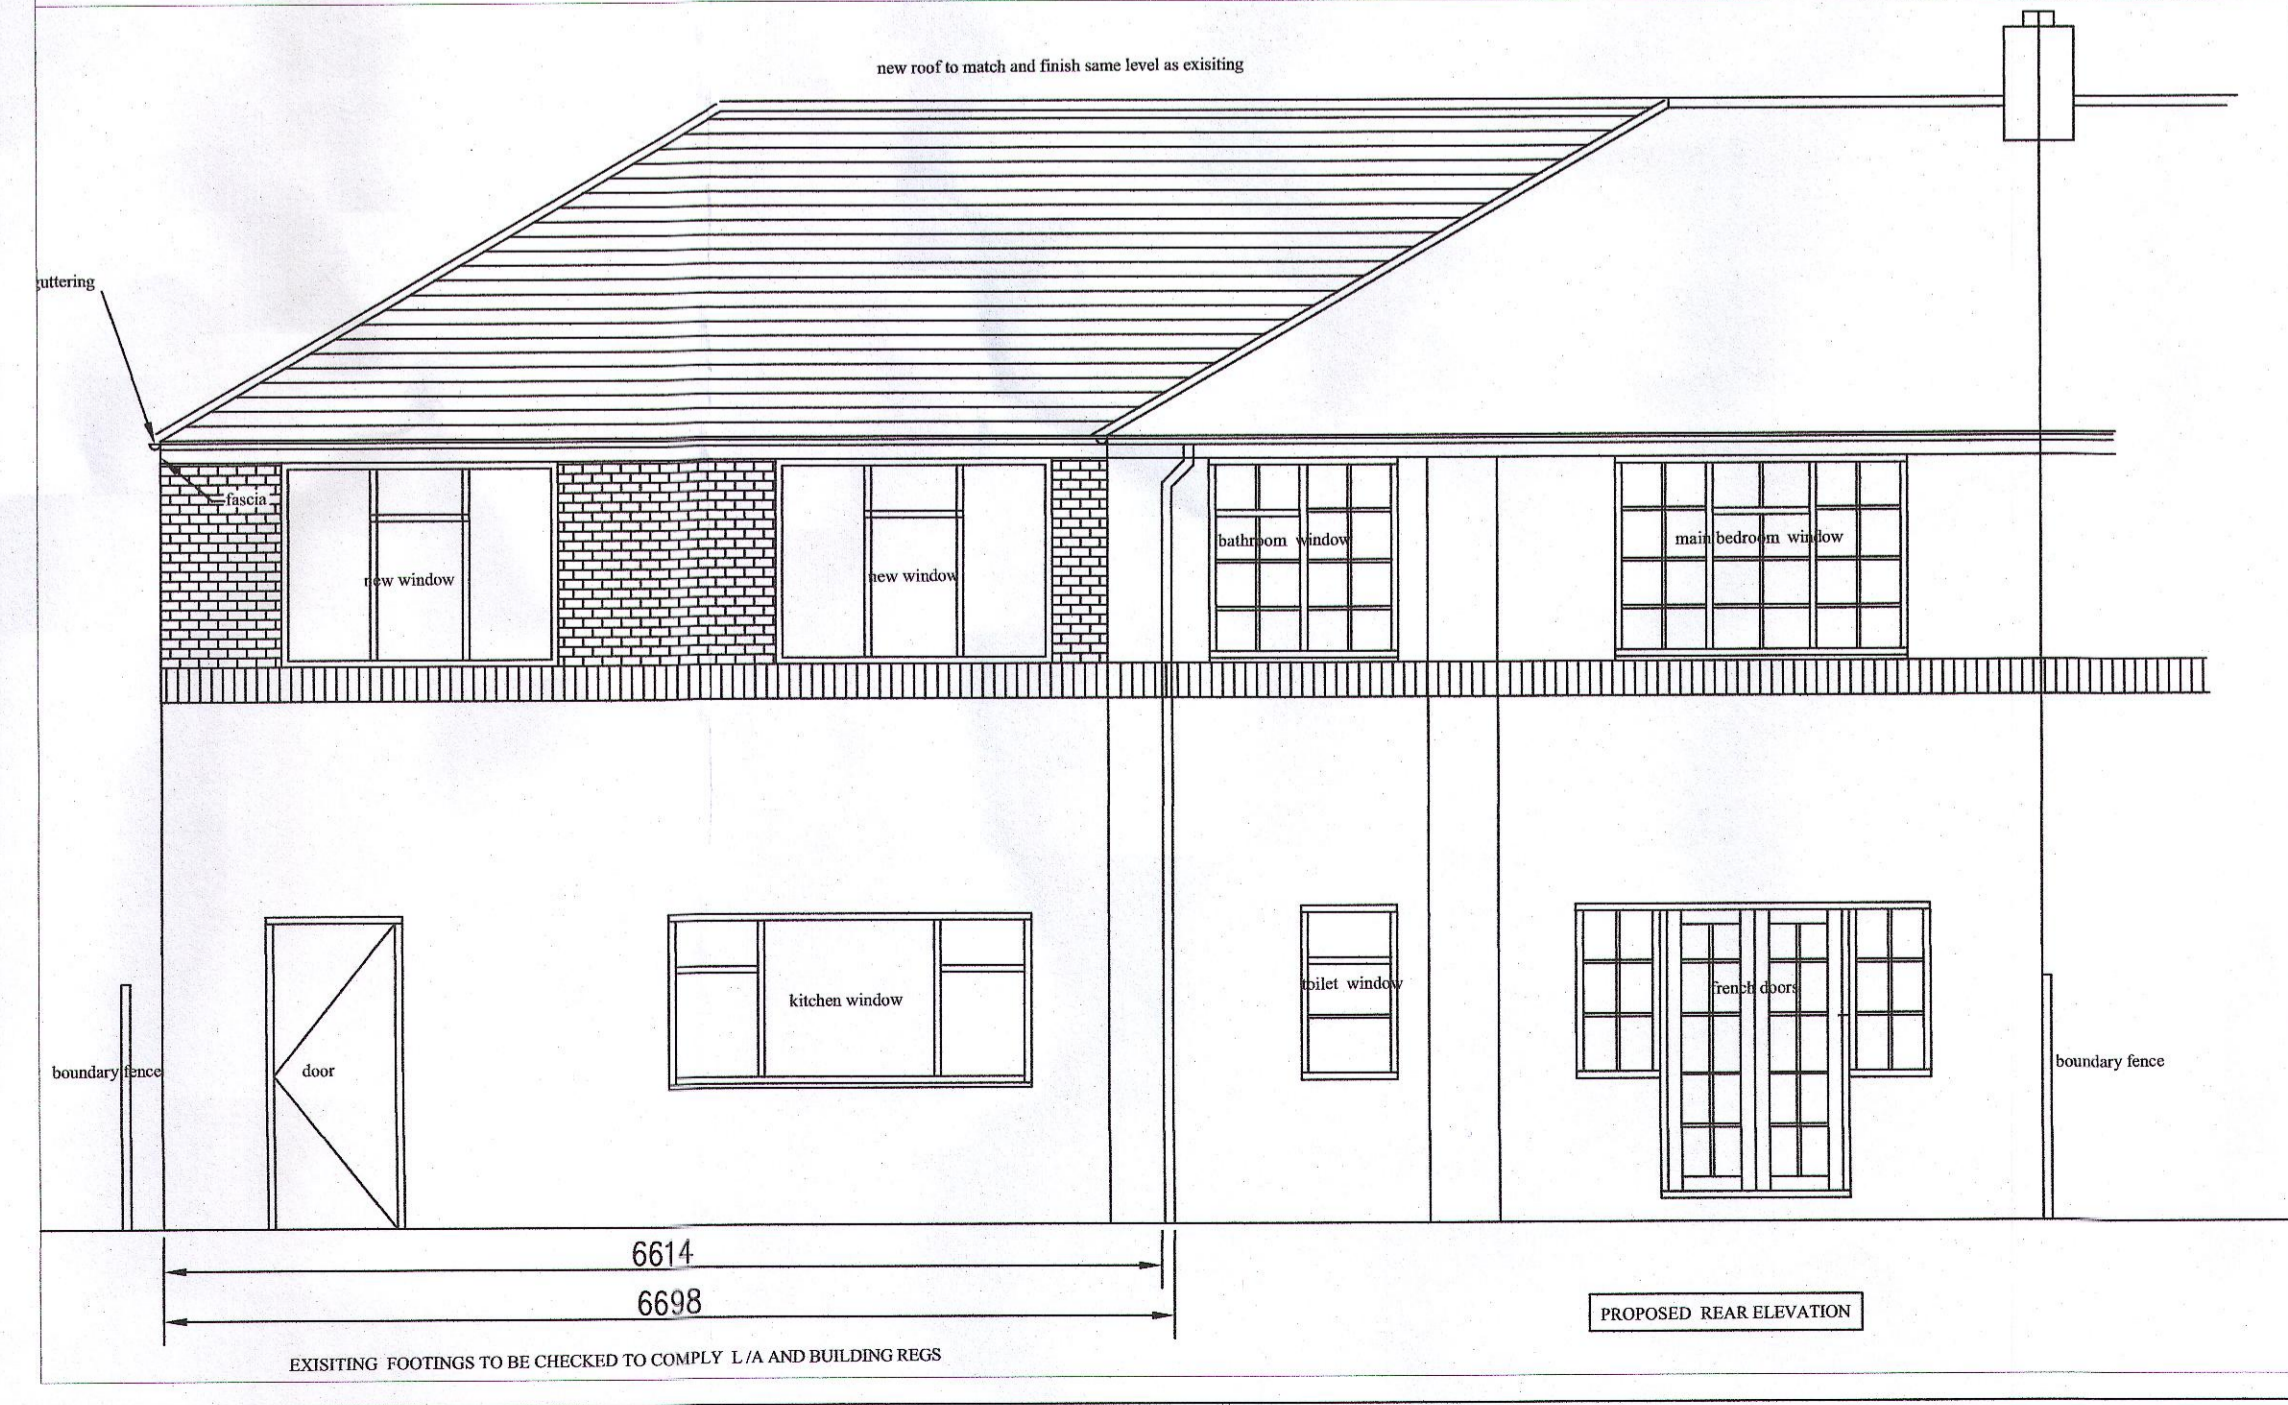 new roof to match and finish same level as exisiting
guttering
fascia
new window
new window
bathroom window
main bedroom window
boundary fence
door
kitchen window
toilet window
french doors
boundary fence
6614
6698
PROPOSED REAR ELEVATION
EXISITING FOOTINGS TO BE CHECKED TO COMPLY L/A AND BUILDING REGS